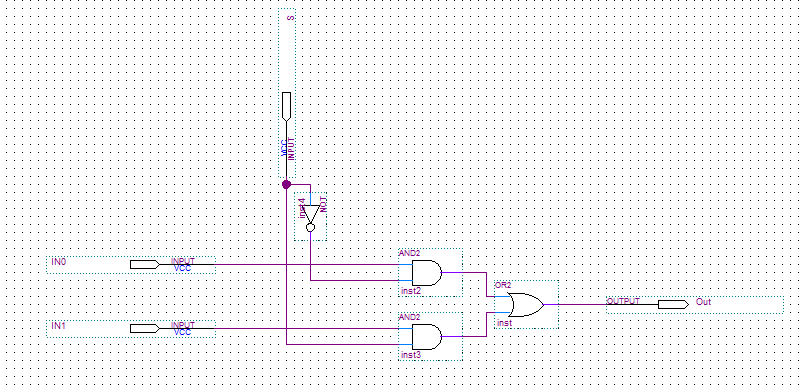 S
VCC
INPUT
inst4
NOT
IN0
INPUT
VCC
AND2
inst2
OR2
inst
OUTPUT
Out
IN1
INPUT
VCC
AND2
inst3